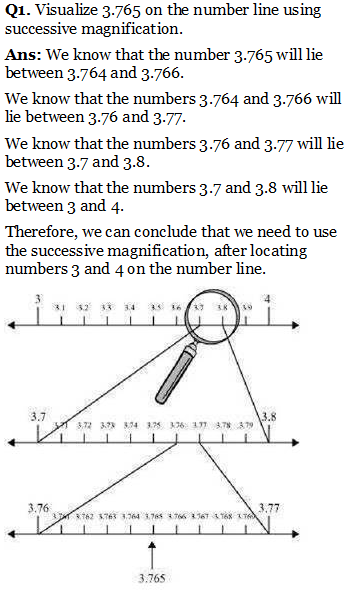 Q1. Visualize 3.765 on the number line using
successive magnification.
Ans: We know that the number 3.765 will lie
between 3.764 and 3.766.
We know that the numbers 3.764 and 3.766 will
lie between 3.76 and 3.77.
We know that the numbers 3.76 and 3.77 will lie
between 3.7 and 3.8.
We know that the numbers 3.7 and 3.8 will lie
between 3 and 4.
Therefore, we can conclude that we need to use
the successive magnification, after locating
numbers 3 and 4 on the number line.
3 3.1 3.2 3.3 3.4 3.5 3.6 3.7 3.8 3.9 4
3.7 3.71 3.72 3.73 3.74 3.75 3.76 3.77 3.78 3.79 3.8
3.76 3.761 3.762 3.763 3.764 3.765 3.766 3.767 3.768 3.769 3.77
3.765